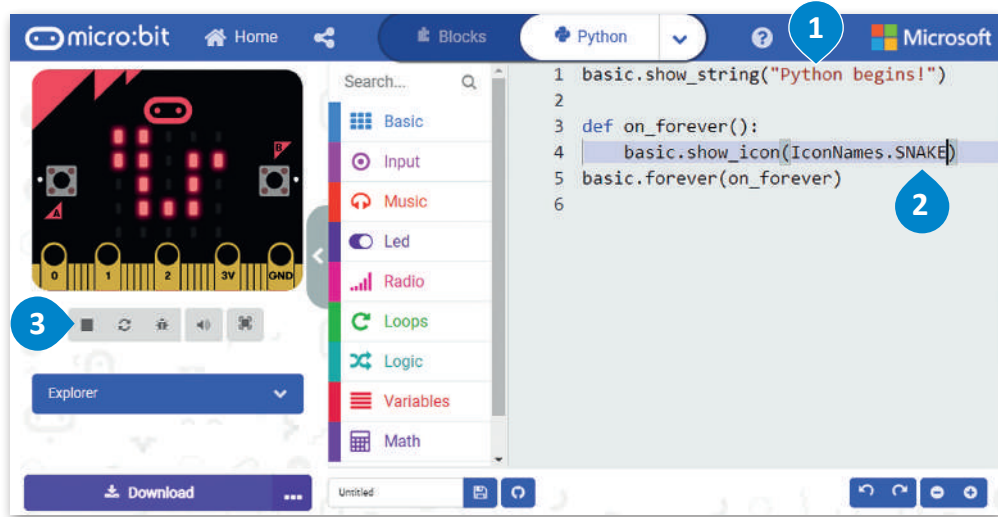 micro:bit Home Blocks Python ? 1 Microsoft
Search...
Basic
Input
Music
Led
Radio
Loops
Logic
Variables
Math
1 basic.show_string("Python begins!")
2
3 def on_forever():
4 basic.show_icon(IconNames.SNAKE)
5 basic.forever(on_forever)
6
2
B
A
0 1 2 3V GND
3
Explorer
Download ...
Untitled